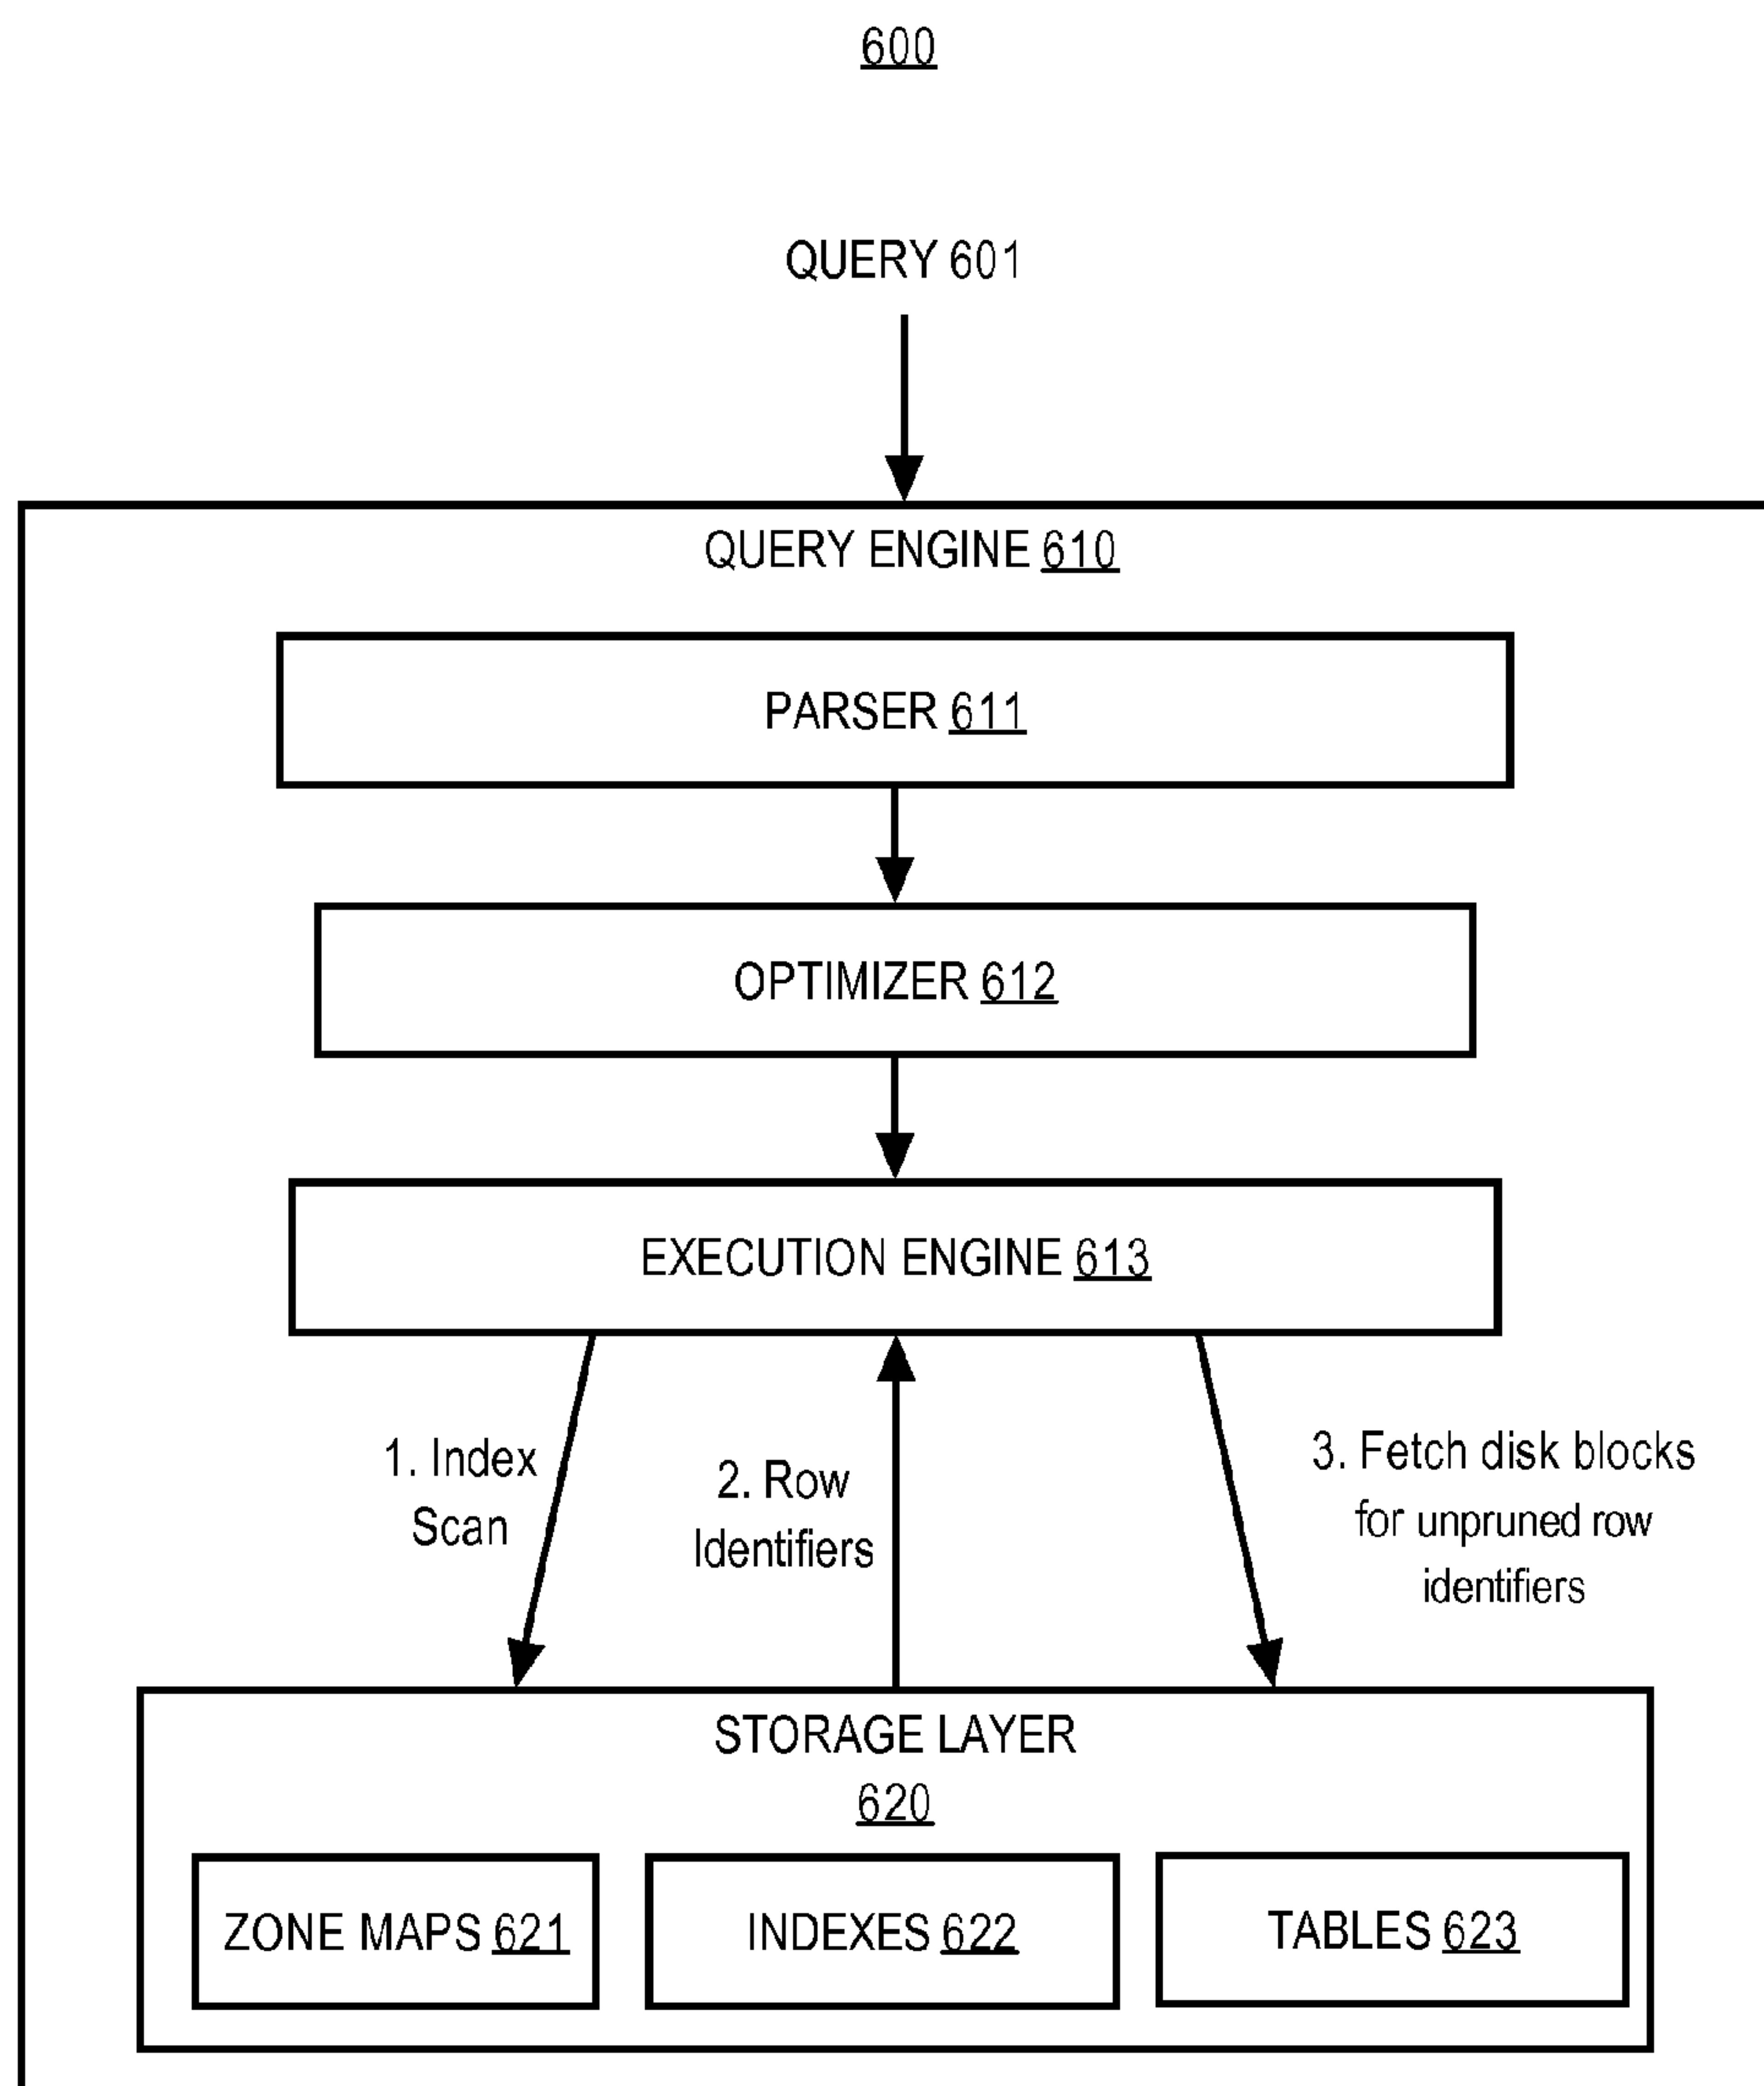 600
QUERY 601
QUERY ENGINE 610
PARSER 611
OPTIMIZER 612
EXECUTION ENGINE 613
1. Index
Scan
2. Row
Identifiers
3. Fetch disk blocks
for unpruned row
identifiers
STORAGE LAYER
620
ZONE MAPS 621
INDEXES 622
TABLES 623